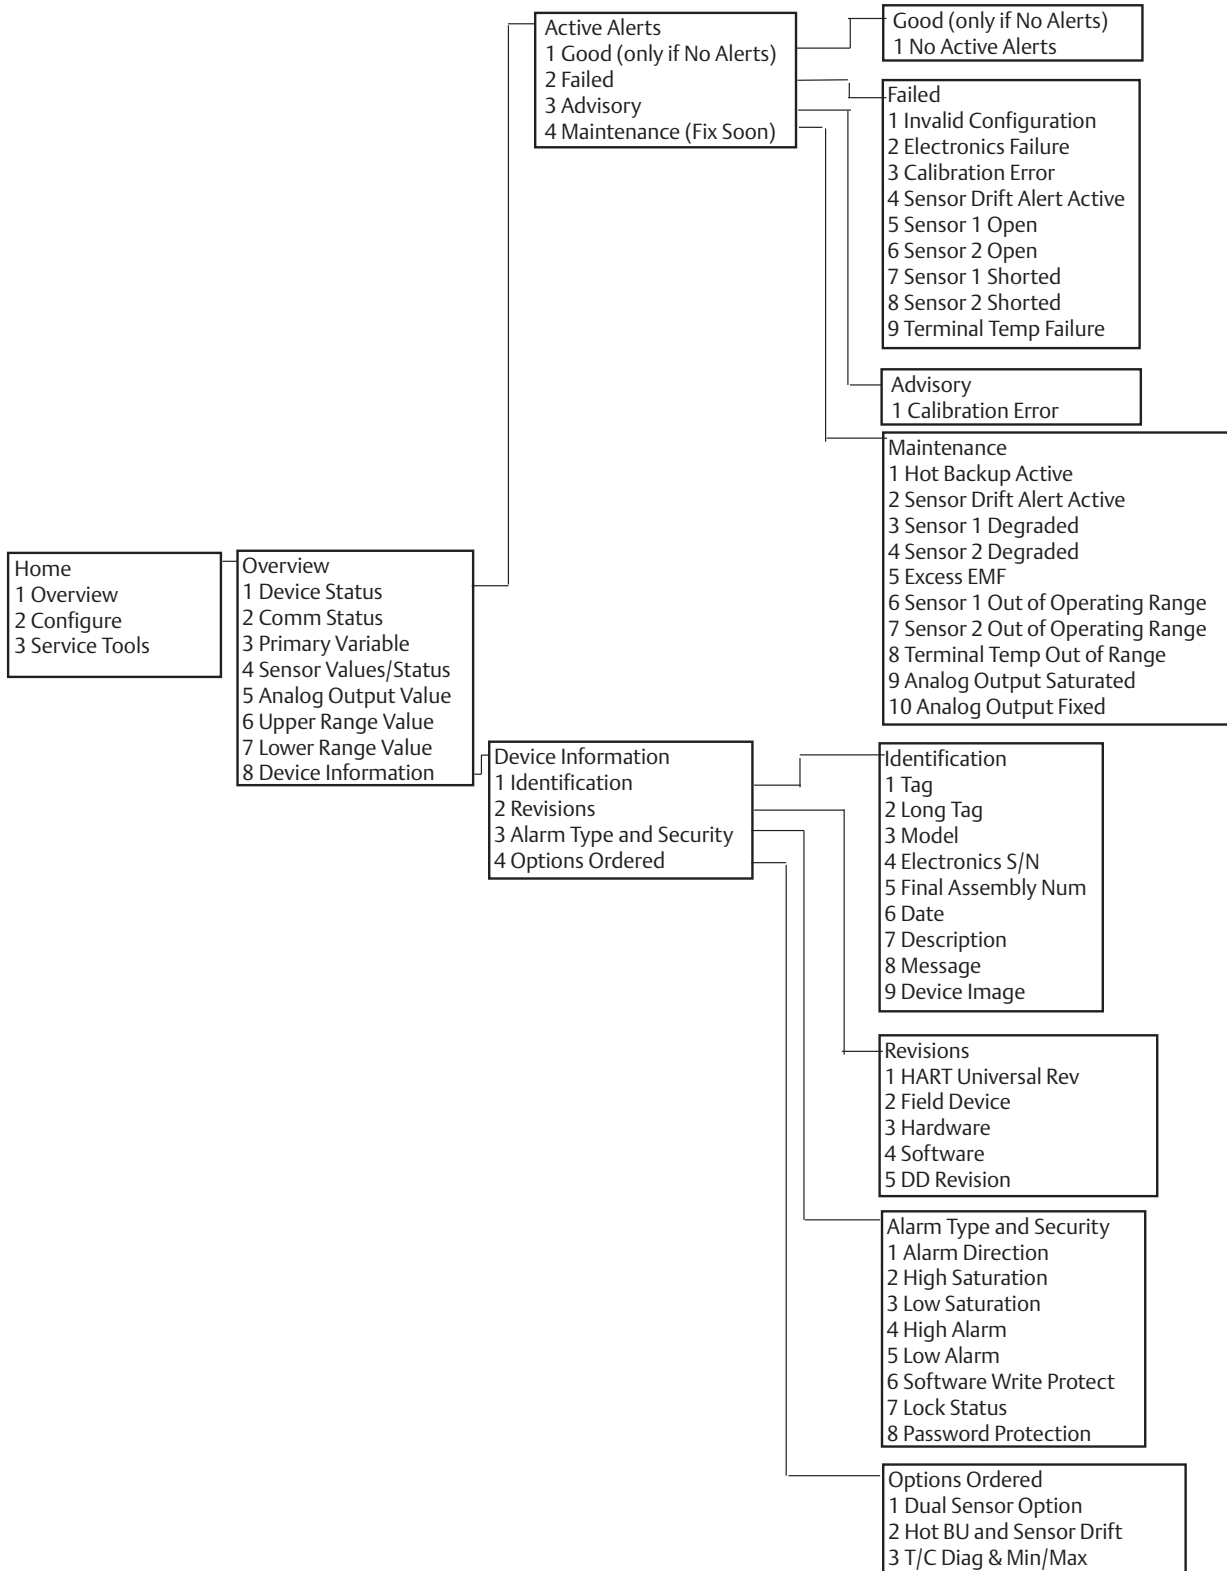 Active Alerts
1 Good (only if No Alerts)
2 Failed
3 Advisory
4 Maintenance (Fix Soon)
Good (only if No Alerts)
1 No Active Alerts
Failed
1 Invalid Configuration
2 Electronics Failure
3 Calibration Error
4 Sensor Drift Alert Active
5 Sensor 1 Open
6 Sensor 2 Open
7 Sensor 1 Shorted
8 Sensor 2 Shorted
9 Terminal Temp Failure
Advisory
1 Calibration Error
Maintenance
1 Hot Backup Active
2 Sensor Drift Alert Active
3 Sensor 1 Degraded
4 Sensor 2 Degraded
5 Excess EMF
6 Sensor 1 Out of Operating Range
7 Sensor 2 Out of Operating Range
8 Terminal Temp Out of Range
9 Analog Output Saturated
10 Analog Output Fixed
Home
1 Overview
2 Configure
3 Service Tools
Overview
1 Device Status
2 Comm Status
3 Primary Variable
4 Sensor Values/Status
5 Analog Output Value
6 Upper Range Value
7 Lower Range Value
8 Device Information
Device Information
1 Identification
2 Revisions
3 Alarm Type and Security
4 Options Ordered
Identification
1 Tag
2 Long Tag
3 Model
4 Electronics S/N
5 Final Assembly Num
6 Date
7 Description
8 Message
9 Device Image
Revisions
1 HART Universal Rev
2 Field Device
3 Hardware
4 Software
5 DD Revision
Alarm Type and Security
1 Alarm Direction
2 High Saturation
3 Low Saturation
4 High Alarm
5 Low Alarm
6 Software Write Protect
7 Lock Status
8 Password Protection
Options Ordered
1 Dual Sensor Option
2 Hot BU and Sensor Drift
3 T/C Diag & Min/Max